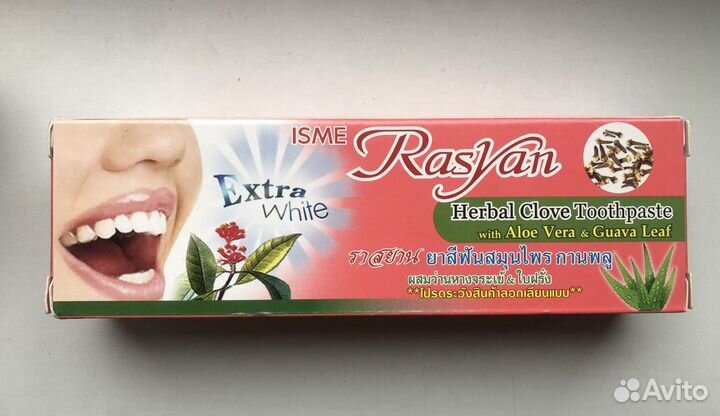 ISME
Rasyan
Extra
White
Herbal Clove Toothpaste
with Aloe Vera & Guava Leaf
ราสยาน ยาสีฟันสมุนไพร กานพลู
ผสมว่านหางจระเข้ & ใบฝรั่ง
**โปรดระวังสินค้าลอกเลียนแบบ**
Avito